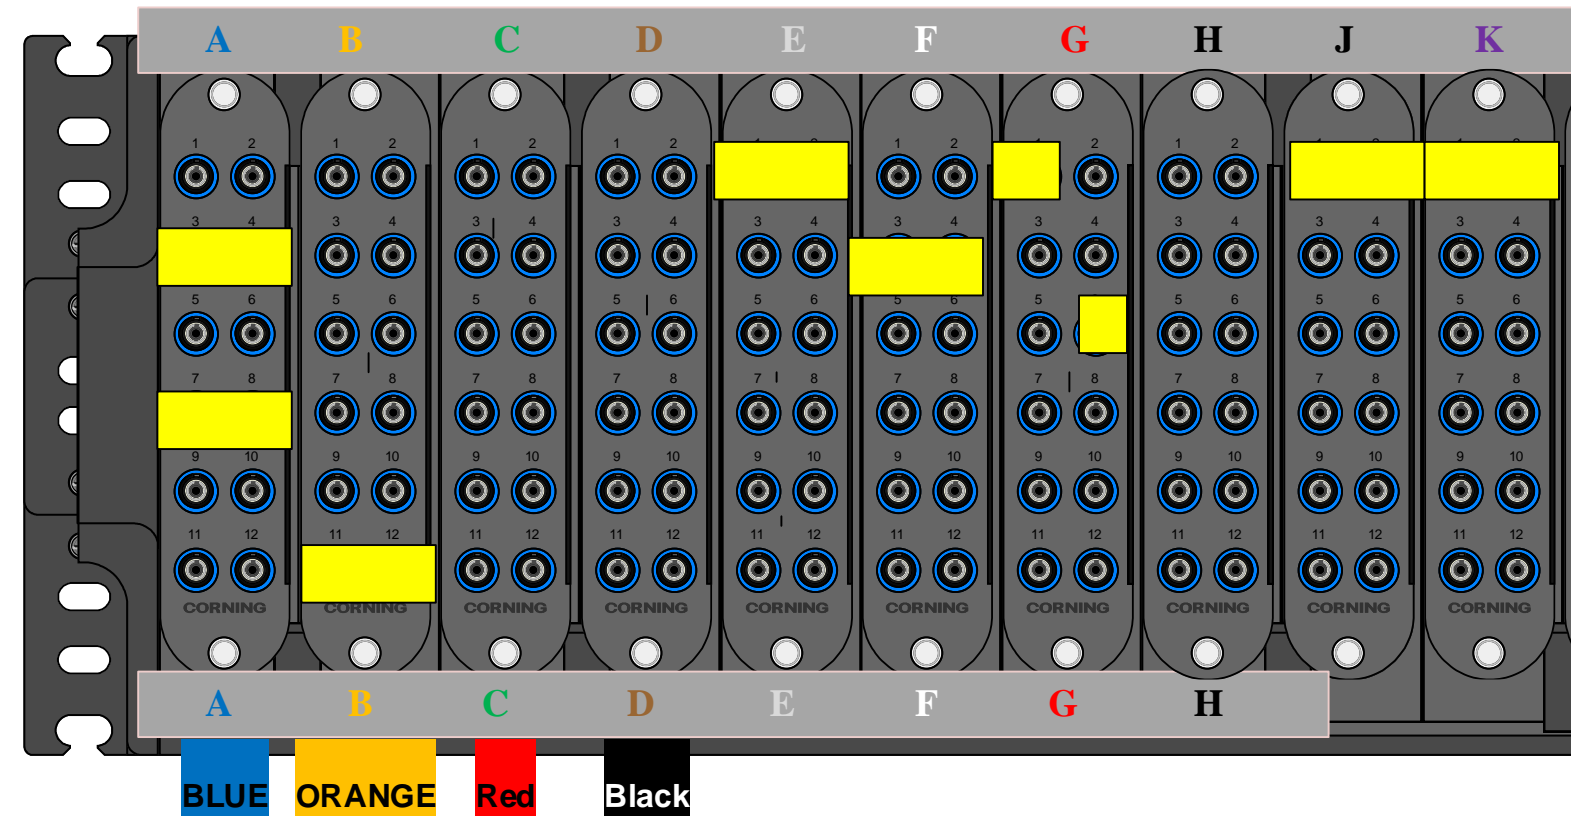 A B C D E F G H J K
1 2 1 2 1 2 1 2 1 2 2 1 2
3 4 3 4 3 4 3 4 3 4 3 4 3 4 3 4 3 4 3 4
5 6 5 6 5 6 5 6 5 6 5 6 5 5 6 5 6 5 6
7 8 7 8 7 8 7 8 7 8 7 8 7 8 7 8 7 8 7 8
9 10 9 10 9 10 9 10 9 10 9 10 9 10 9 10 9 10 9 10
11 12 11 12 11 12 11 12 11 12 11 12 11 12 11 12 11 12 11 12
CORNING CORNING CORNING CORNING CORNING CORNING CORNING CORNING CORNING CORNING
A B C D E F G H
BLUE ORANGE Red Black